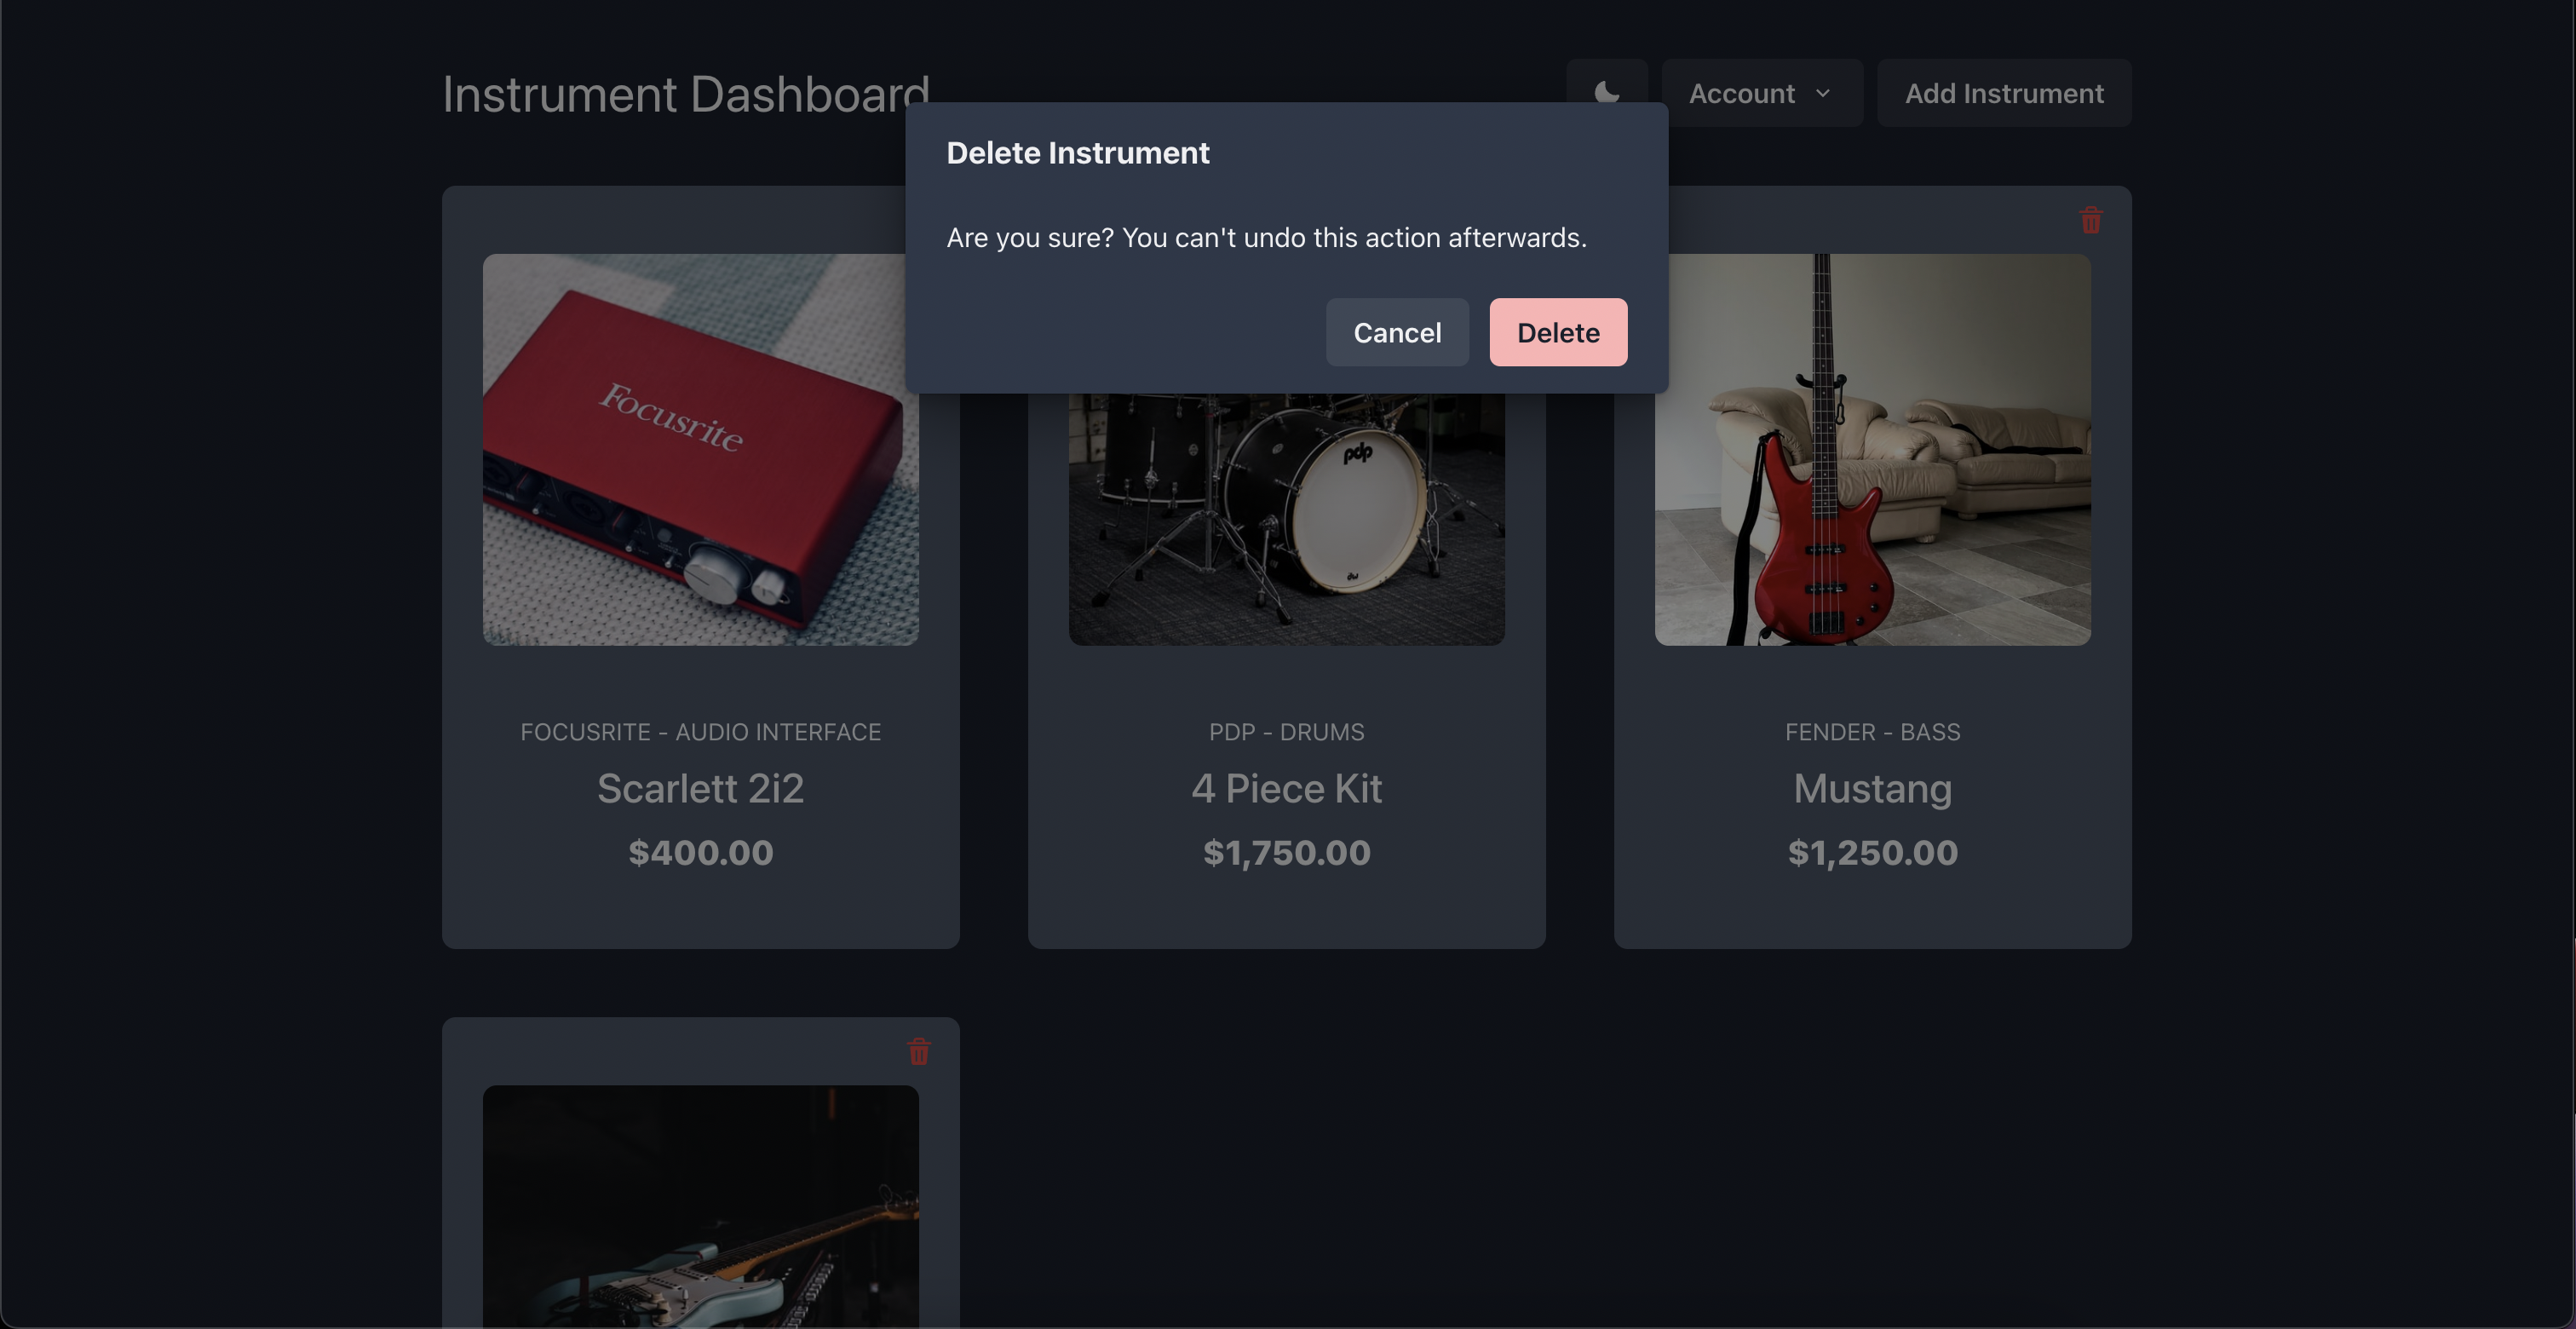 Instrument Dashboard
Account
Add Instrument
Delete Instrument
Are you sure? You can't undo this action afterwards.
Cancel
Delete
Focusrite
pdp
dw
FOCUSRITE - AUDIO INTERFACE
Scarlett 2i2
$400.00
PDP - DRUMS
4 Piece Kit
$1,750.00
FENDER - BASS
Mustang
$1,250.00